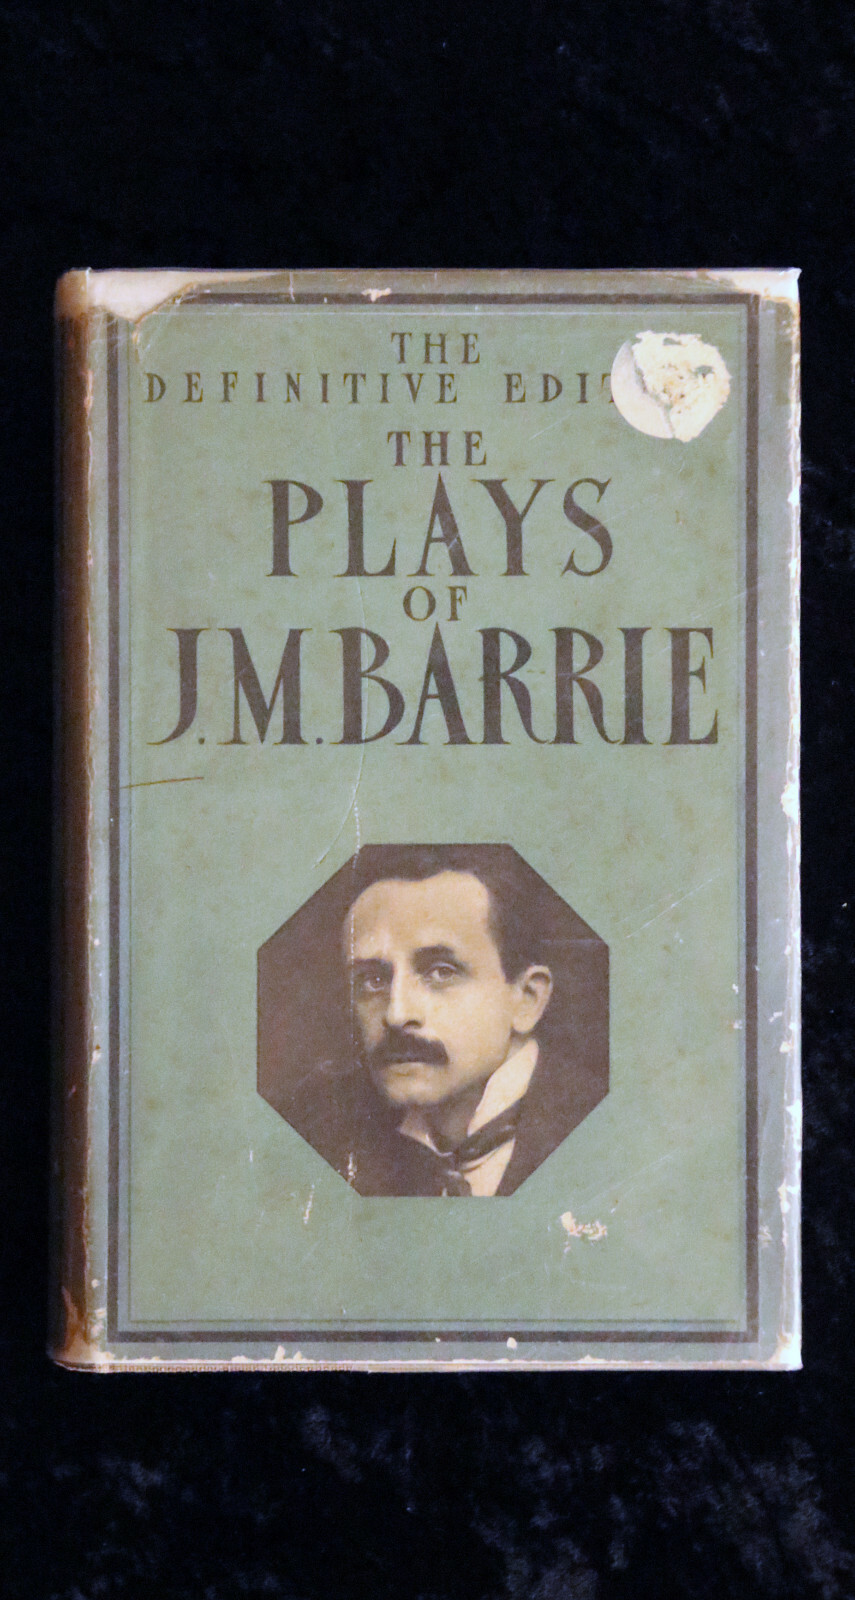 THE
DEFINITIVE EDIT
THE
PLAYS
OF
J.M.BARRIE